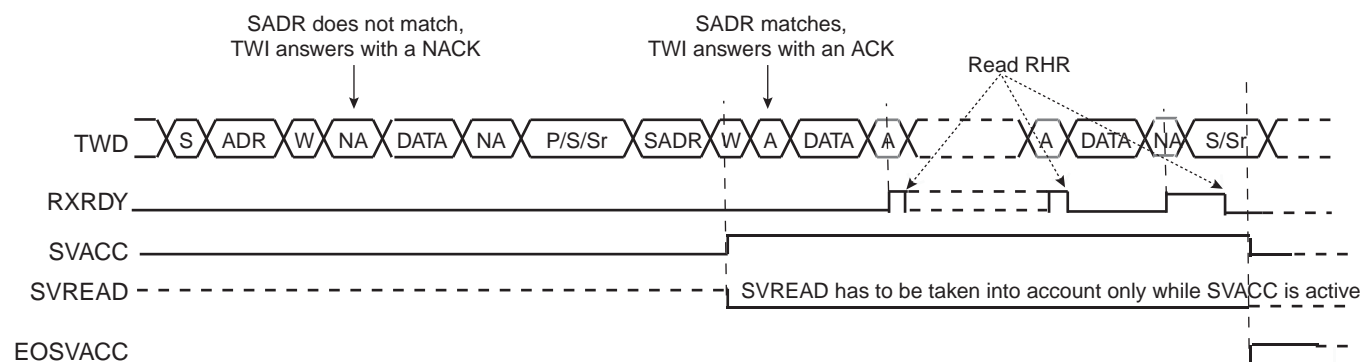 SADR does not match,
TWI answers with a NACK
SADR matches,
TWI answers with an ACK
Read RHR
TWD S ADR W NA DATA NA P/S/Sr SADR W A DATA A A DATA NA S/Sr
RXRDY
SVACC
SVREAD SVREAD has to be taken into account only while SVACC is active
EOSVACC